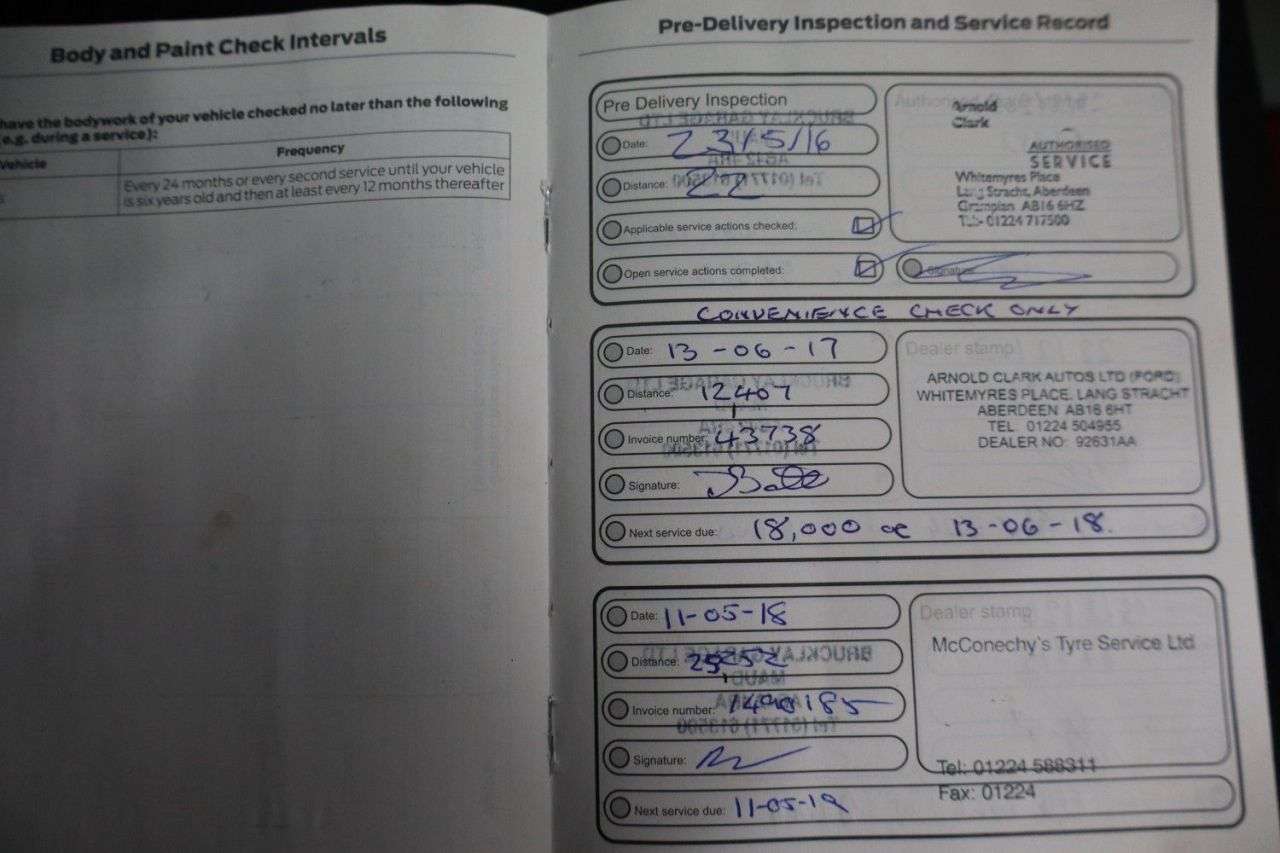 Body and Paint Check Intervals
have the bodywork of your vehicle checked no later than the following
(e.g. during a service):
Vehicle
Frequency
Every 24 months or every second service until your vehicle
is six years old and then at least every 12 months thereafter
Pre-Delivery Inspection and Service Record
Pre Delivery Inspection
Date: 23/5/16
Distance: 22
Applicable service actions checked:
Open service actions completed:
Arnold
Clark
AUTHORISED
SERVICE
Whitemyres Place
Lang Stracht, Aberdeen
Grampian AB16 6HZ
Tel:- 01224 717500
Signature
CONVENIENCE CHECK ONLY
Date: 13-06-17
Distance: 12407
Invoice number: 43738
Signature:
Next service due: 18,000 or 13-06-18.
Dealer stamp
ARNOLD CLARK AUTOS LTD (FORD)
WHITEMYRES PLACE, LANG STRACHT
ABERDEEN AB16 6HT
TEL: 01224 504955
DEALER NO: 92631AA
Date: 11-05-18
Distance: 25252
Invoice number: 1490185
Signature:
Next service due: 11-05-19
Dealer stamp
McConechy's Tyre Service Ltd
Tel: 01224 588311
Fax: 01224